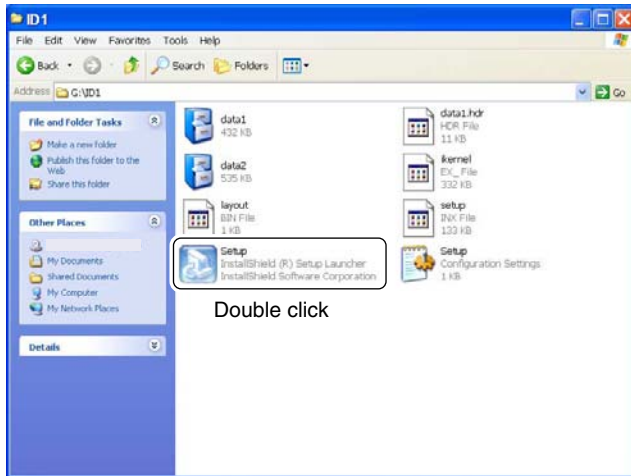 ID1
File Edit View Favorites Tools Help
Back Search Folders
Address G:\ID1 Go
File and Folder Tasks
Make a new folder
Publish this folder to the
Web
Share this folder
Other Places
My Documents
Shared Documents
My Computer
My Network Places
Details
data1
432 KB
data1.hdr
HDR File
11 KB
data2
535 KB
kernel
EX_ File
332 KB
layout
BIN File
1 KB
setup
INX File
133 KB
Setup
InstallShield (R) Setup Launcher
InstallShield Software Corporation
Setup
Configuration Settings
1 KB
Double click